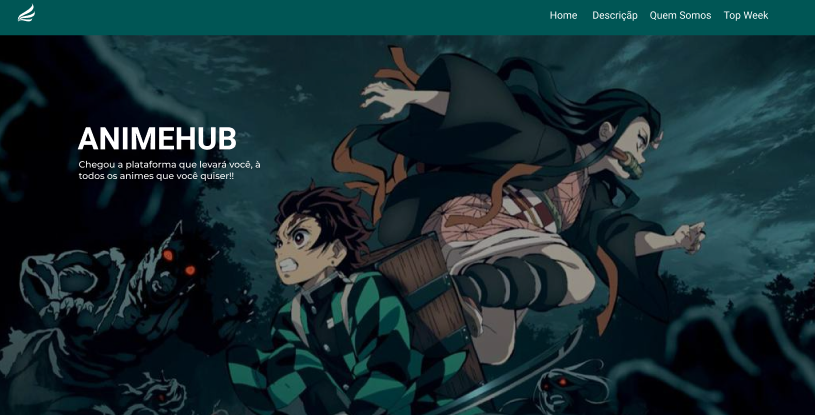 Home Descriçãp Quem Somos Top Week
ANIMEHUB
Chegou a plataforma que levará você, à
todos os animes que você quiser!!